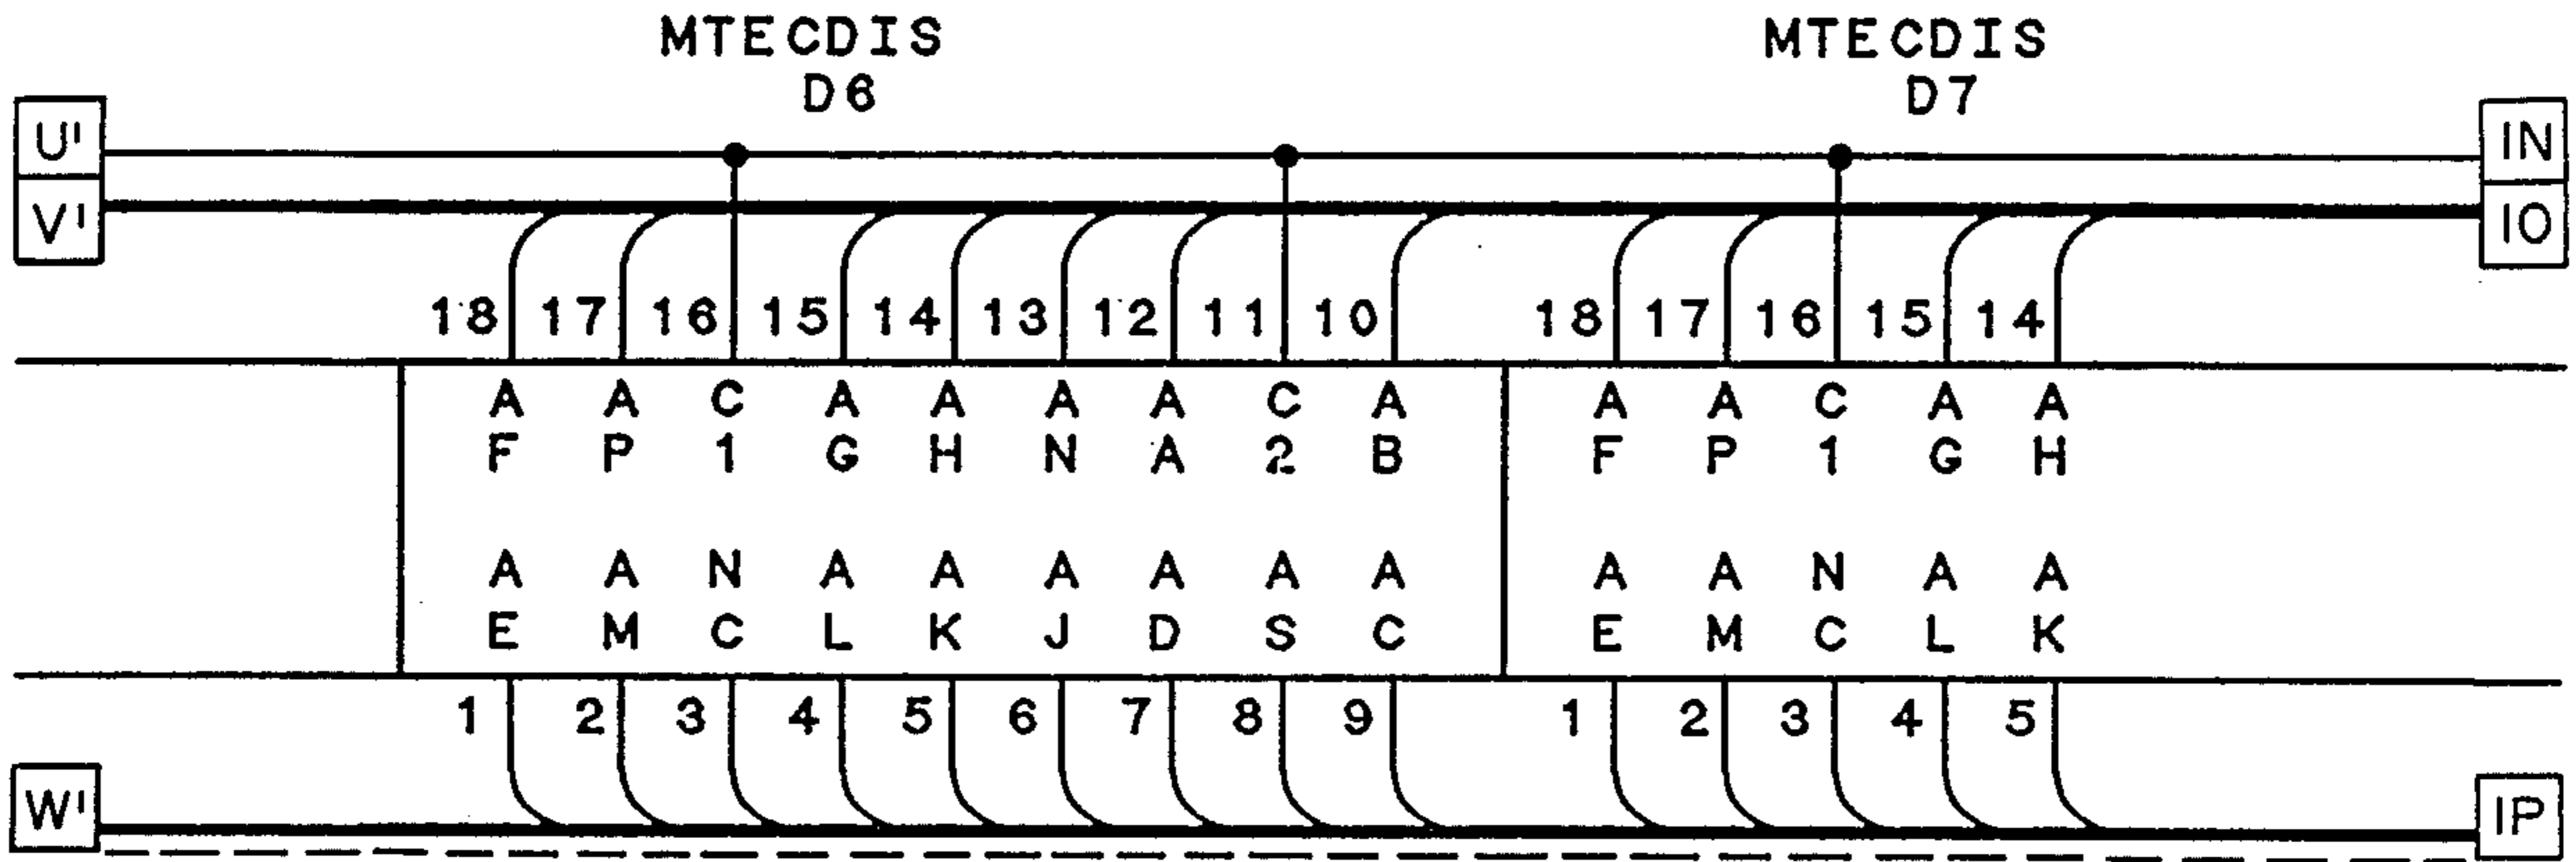 MTECDIS MTECDIS
D6 D7
U' IN
V' IO
18 17 16 15 14 13 12 11 10 18 17 16 15 14
A A C A A A A C A A A C A A
F P 1 G H N A 2 B F P 1 G H
A A N A A A A A A A A N A A
E M C L K J D S C E M C L K
1 2 3 4 5 6 7 8 9 1 2 3 4 5
W' IP